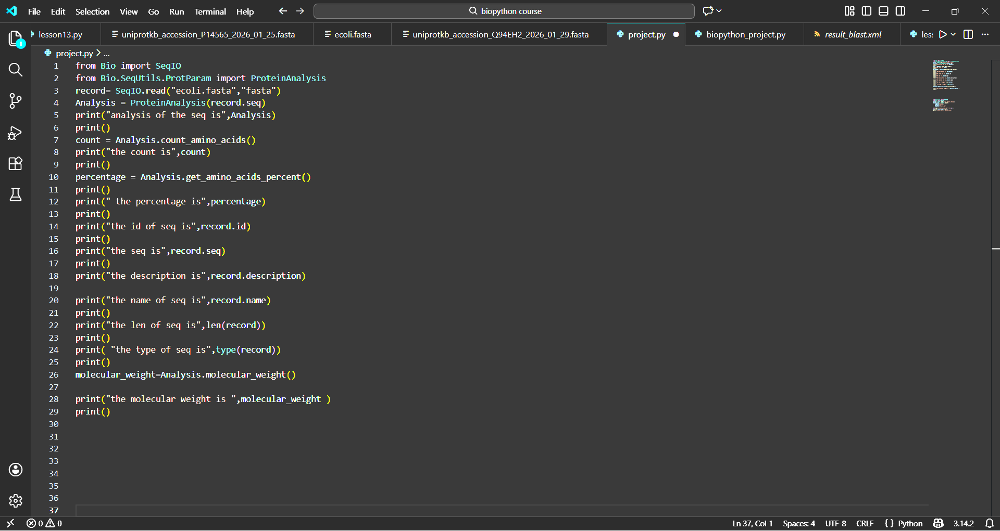 File Edit Selection View Go Run Terminal Help
biopython course
1
lesson13.py
uniprotkb_accession_P14565_2026_01_25.fasta
ecoli.fasta
uniprotkb_accession_Q94EH2_2026_01_29.fasta
project.py
biopython_project.py
result_blast.xml
les
project.py > ...
1 from Bio import SeqIO
2 from Bio.SeqUtils.ProtParam import ProteinAnalysis
3 record= SeqIO.read("ecoli.fasta","fasta")
4 Analysis = ProteinAnalysis(record.seq)
5 print("analysis of the seq is",Analysis)
6 print()
7 count = Analysis.count_amino_acids()
8 print("the count is",count)
9 print()
10 percentage = Analysis.get_amino_acids_percent()
11 print()
12 print(" the percentage is",percentage)
13 print()
14 print("the id of seq is",record.id)
15 print()
16 print("the seq is",record.seq)
17 print()
18 print("the description is",record.description)
19
20 print("the name of seq is",record.name)
21 print()
22 print("the len of seq is",len(record))
23 print()
24 print( "the type of seq is",type(record))
25 print()
26 molecular_weight=Analysis.molecular_weight()
27
28 print("the molecular weight is ",molecular_weight )
29 print()
30
31
32
33
34
35
36
37
0 0
Ln 37, Col 1 Spaces: 4 UTF-8 CRLF { } Python 3.14.2